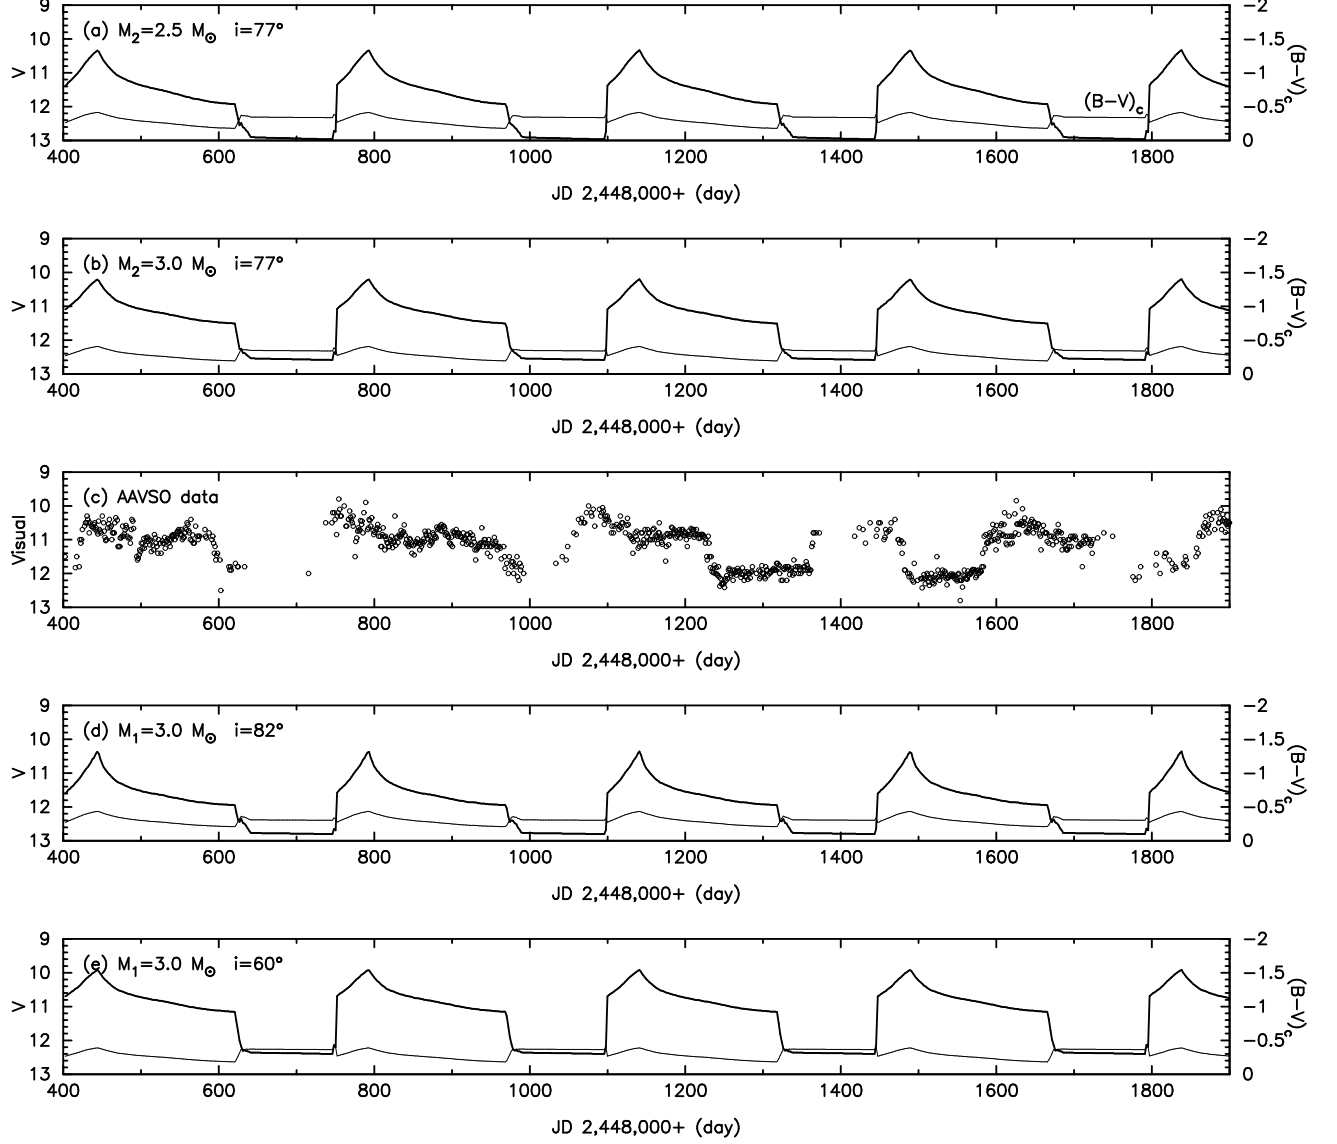 9 -2
(a) M₂=2.5 M⊙ i=77°
10 -1.5
V 11 -1 (B-V)c
12 (B-V)c -0.5
13 0
400 600 800 1000 1200 1400 1600 1800
JD 2,448,000+ (day)
9 -2
(b) M₂=3.0 M⊙ i=77°
10 -1.5
V 11 -1 (B-V)c
12 -0.5
13 0
400 600 800 1000 1200 1400 1600 1800
JD 2,448,000+ (day)
9
(c) AAVSO data
10
Visual 11
12
13
400 600 800 1000 1200 1400 1600 1800
JD 2,448,000+ (day)
9 -2
(d) M₁=3.0 M⊙ i=82°
10 -1.5
V 11 -1 (B-V)c
12 -0.5
13 0
400 600 800 1000 1200 1400 1600 1800
JD 2,448,000+ (day)
9 -2
(e) M₁=3.0 M⊙ i=60°
10 -1.5
V 11 -1 (B-V)c
12 -0.5
13 0
400 600 800 1000 1200 1400 1600 1800
JD 2,448,000+ (day)